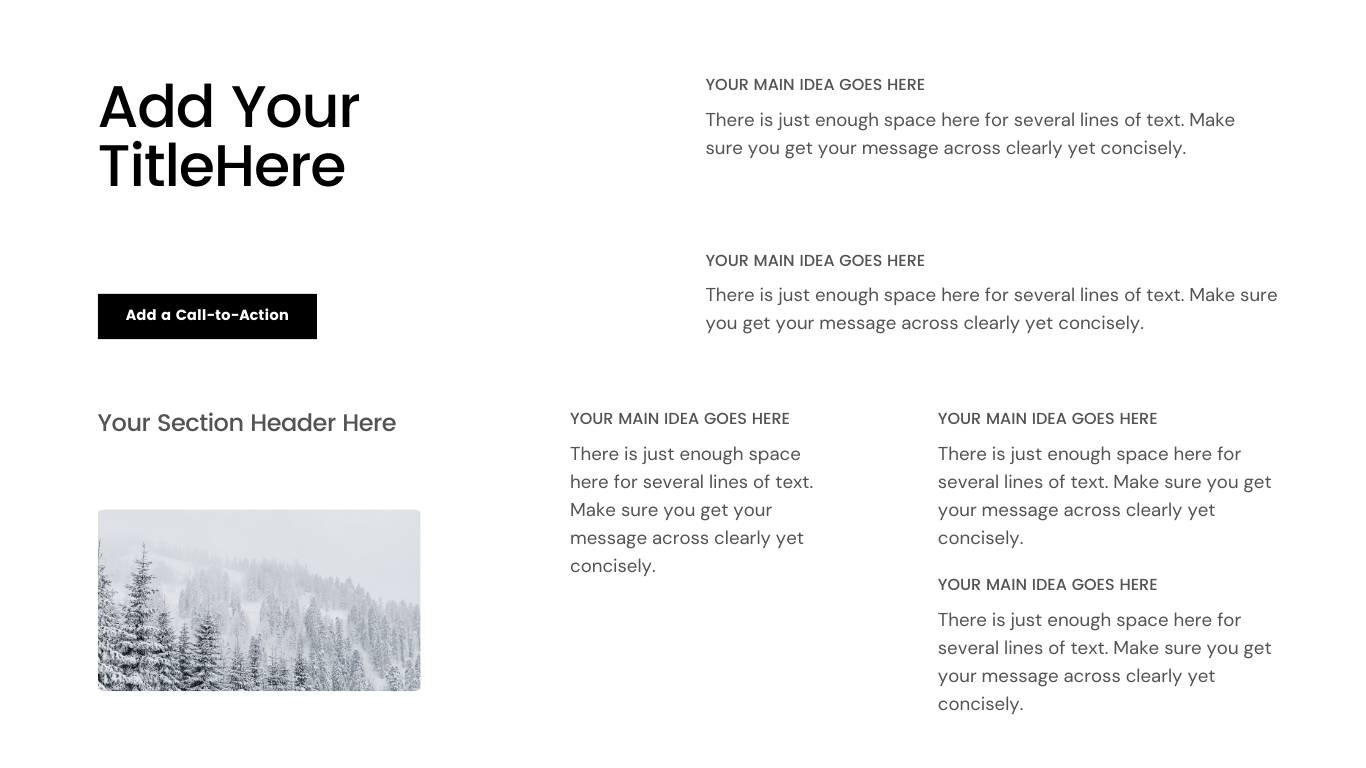 Add Your
TitleHere
Add a Call-to-Action
YOUR MAIN IDEA GOES HERE
There is just enough space here for several lines of text. Make
sure you get your message across clearly yet concisely.
YOUR MAIN IDEA GOES HERE
There is just enough space here for several lines of text. Make sure
you get your message across clearly yet concisely.
Your Section Header Here
YOUR MAIN IDEA GOES HERE
There is just enough space
here for several lines of text.
Make sure you get your
message across clearly yet
concisely.
YOUR MAIN IDEA GOES HERE
There is just enough space here for
several lines of text. Make sure you get
your message across clearly yet
concisely.
YOUR MAIN IDEA GOES HERE
There is just enough space here for
several lines of text. Make sure you get
your message across clearly yet
concisely.